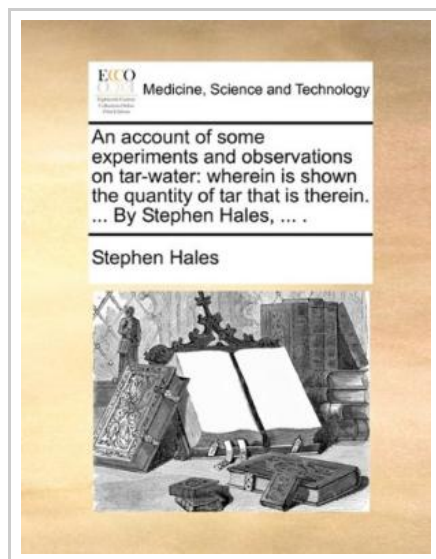 ECCO
Medicine, Science and Technology
An account of some
experiments and observations
on tar-water: wherein is shown
the quantity of tar that is therein.
... By Stephen Hales, ... .
Stephen Hales